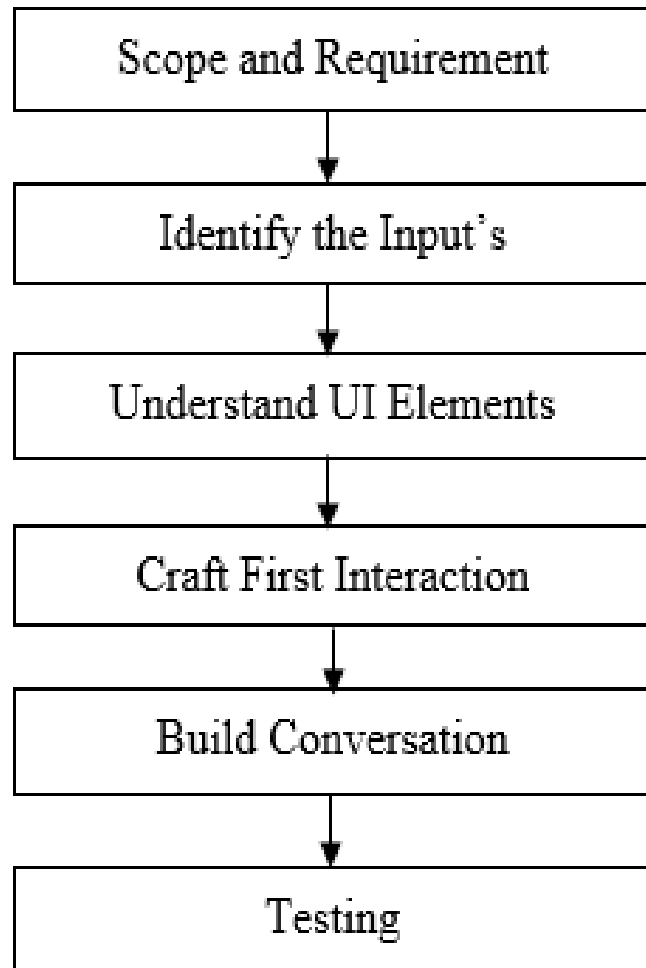 Scope and Requirement
Identify the Input's
Understand UI Elements
Craft First Interaction
Build Conversation
Testing